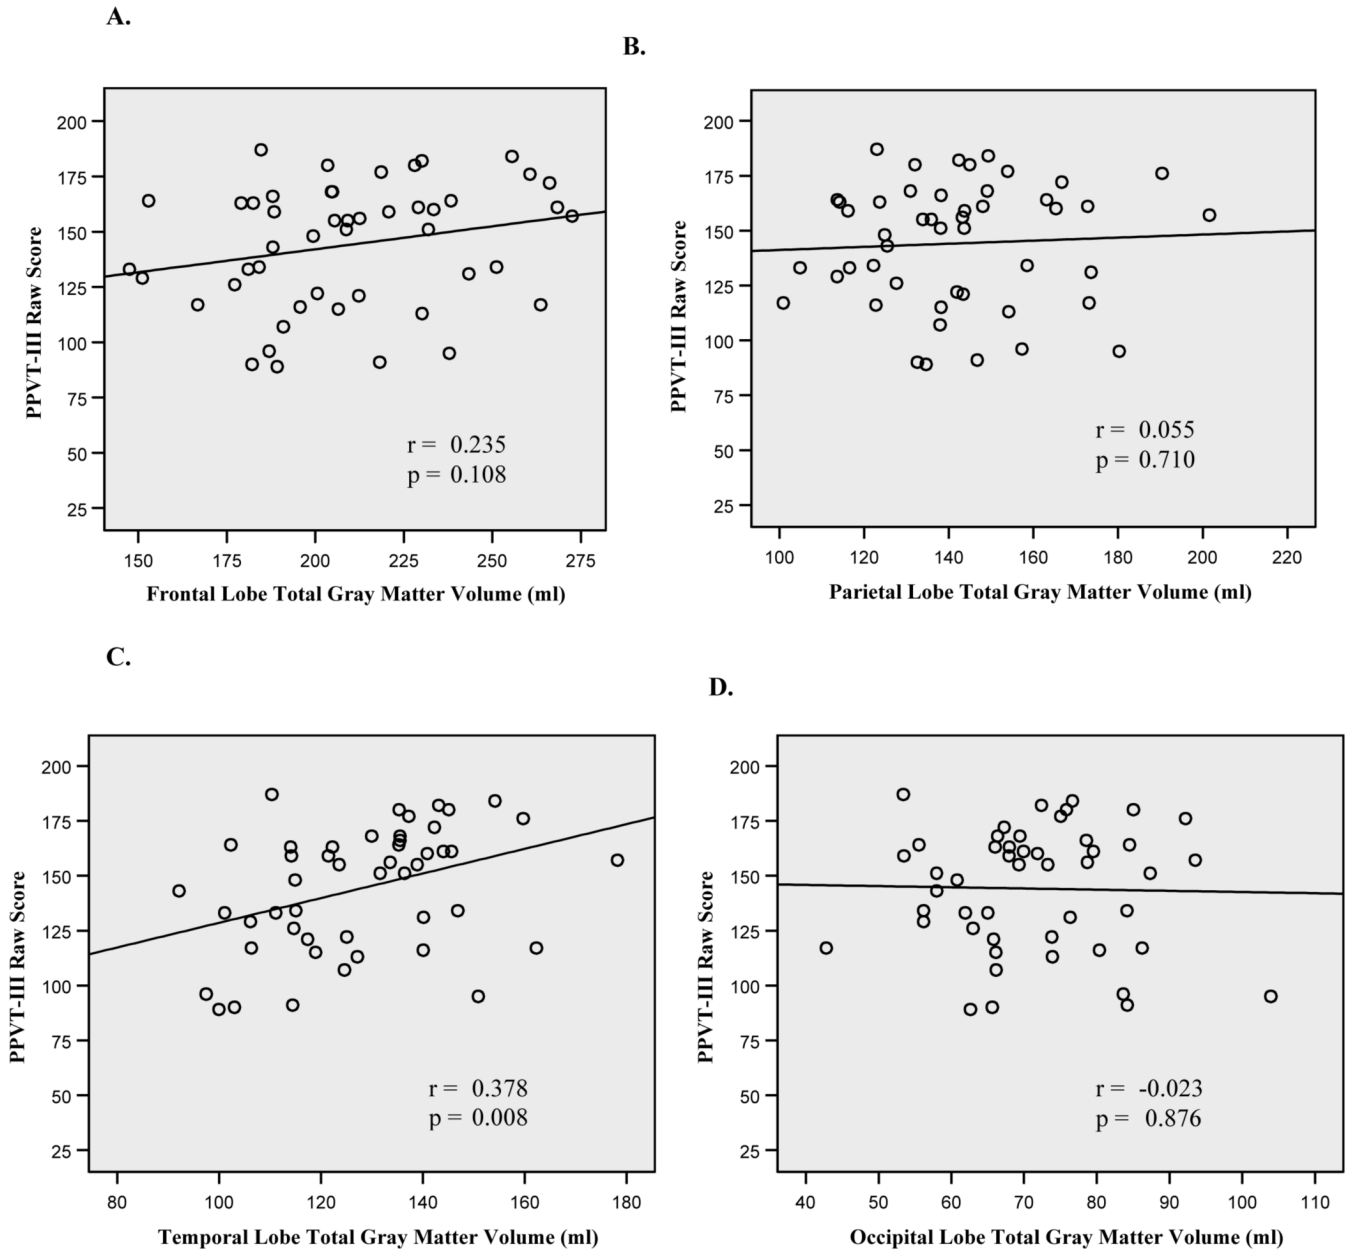 A.
PPVT-III Raw Score
200
175
150
125
100
75
50
25
r = 0.235
p = 0.108
150 175 200 225 250 275
Frontal Lobe Total Gray Matter Volume (ml)
B.
PPVT-III Raw Score
200
175
150
125
100
75
50
25
r = 0.055
p = 0.710
100 120 140 160 180 200 220
Parietal Lobe Total Gray Matter Volume (ml)
C.
PPVT-III Raw Score
200
175
150
125
100
75
50
25
r = 0.378
p = 0.008
80 100 120 140 160 180
Temporal Lobe Total Gray Matter Volume (ml)
D.
PPVT-III Raw Score
200
175
150
125
100
75
50
25
r = -0.023
p = 0.876
40 50 60 70 80 90 100 110
Occipital Lobe Total Gray Matter Volume (ml)